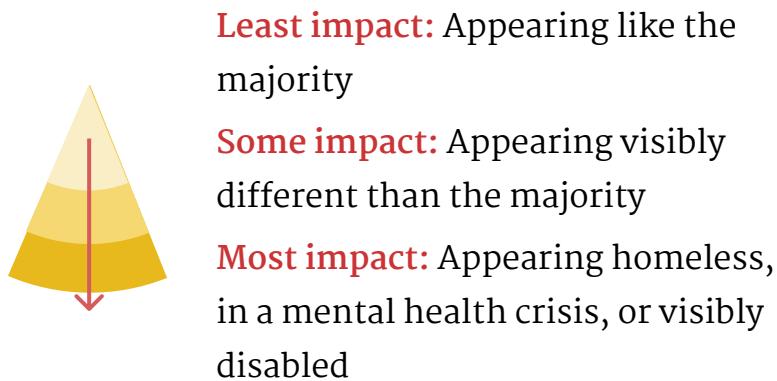 Least impact: Appearing like the
majority
Some impact: Appearing visibly
different than the majority
Most impact: Appearing homeless,
in a mental health crisis, or visibly
disabled